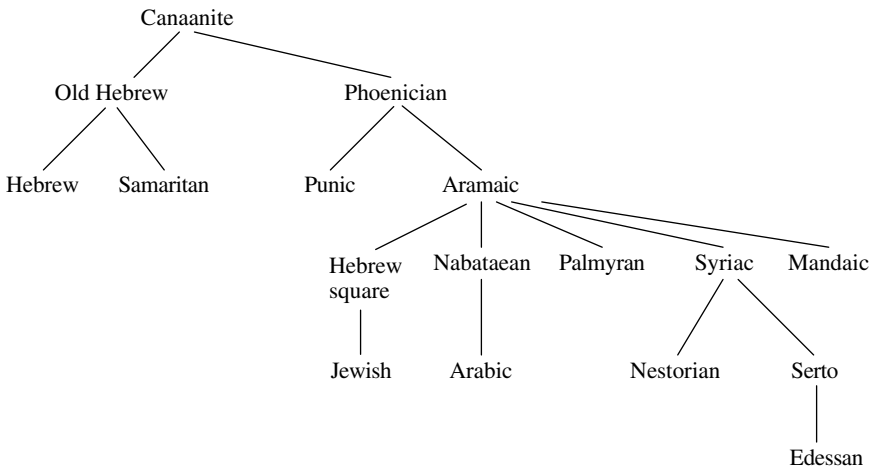 Canaanite
Old Hebrew
Phoenician
Hebrew
Samaritan
Punic
Aramaic
Hebrew
square
Nabataean
Palmyran
Syriac
Mandaic
Jewish
Arabic
Nestorian
Serto
Edessan